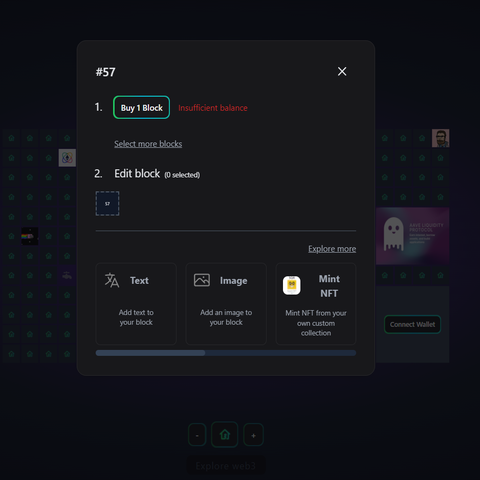 #57
1. Buy 1 Block Insufficient balance
Select more blocks
2. Edit block (0 selected)
57
Explore more
Text
Add text to
your block
Image
Add an image to
your block
Mint
NFT
Mint NFT from your
own custom
collection
Connect Wallet
- +
Explore web3